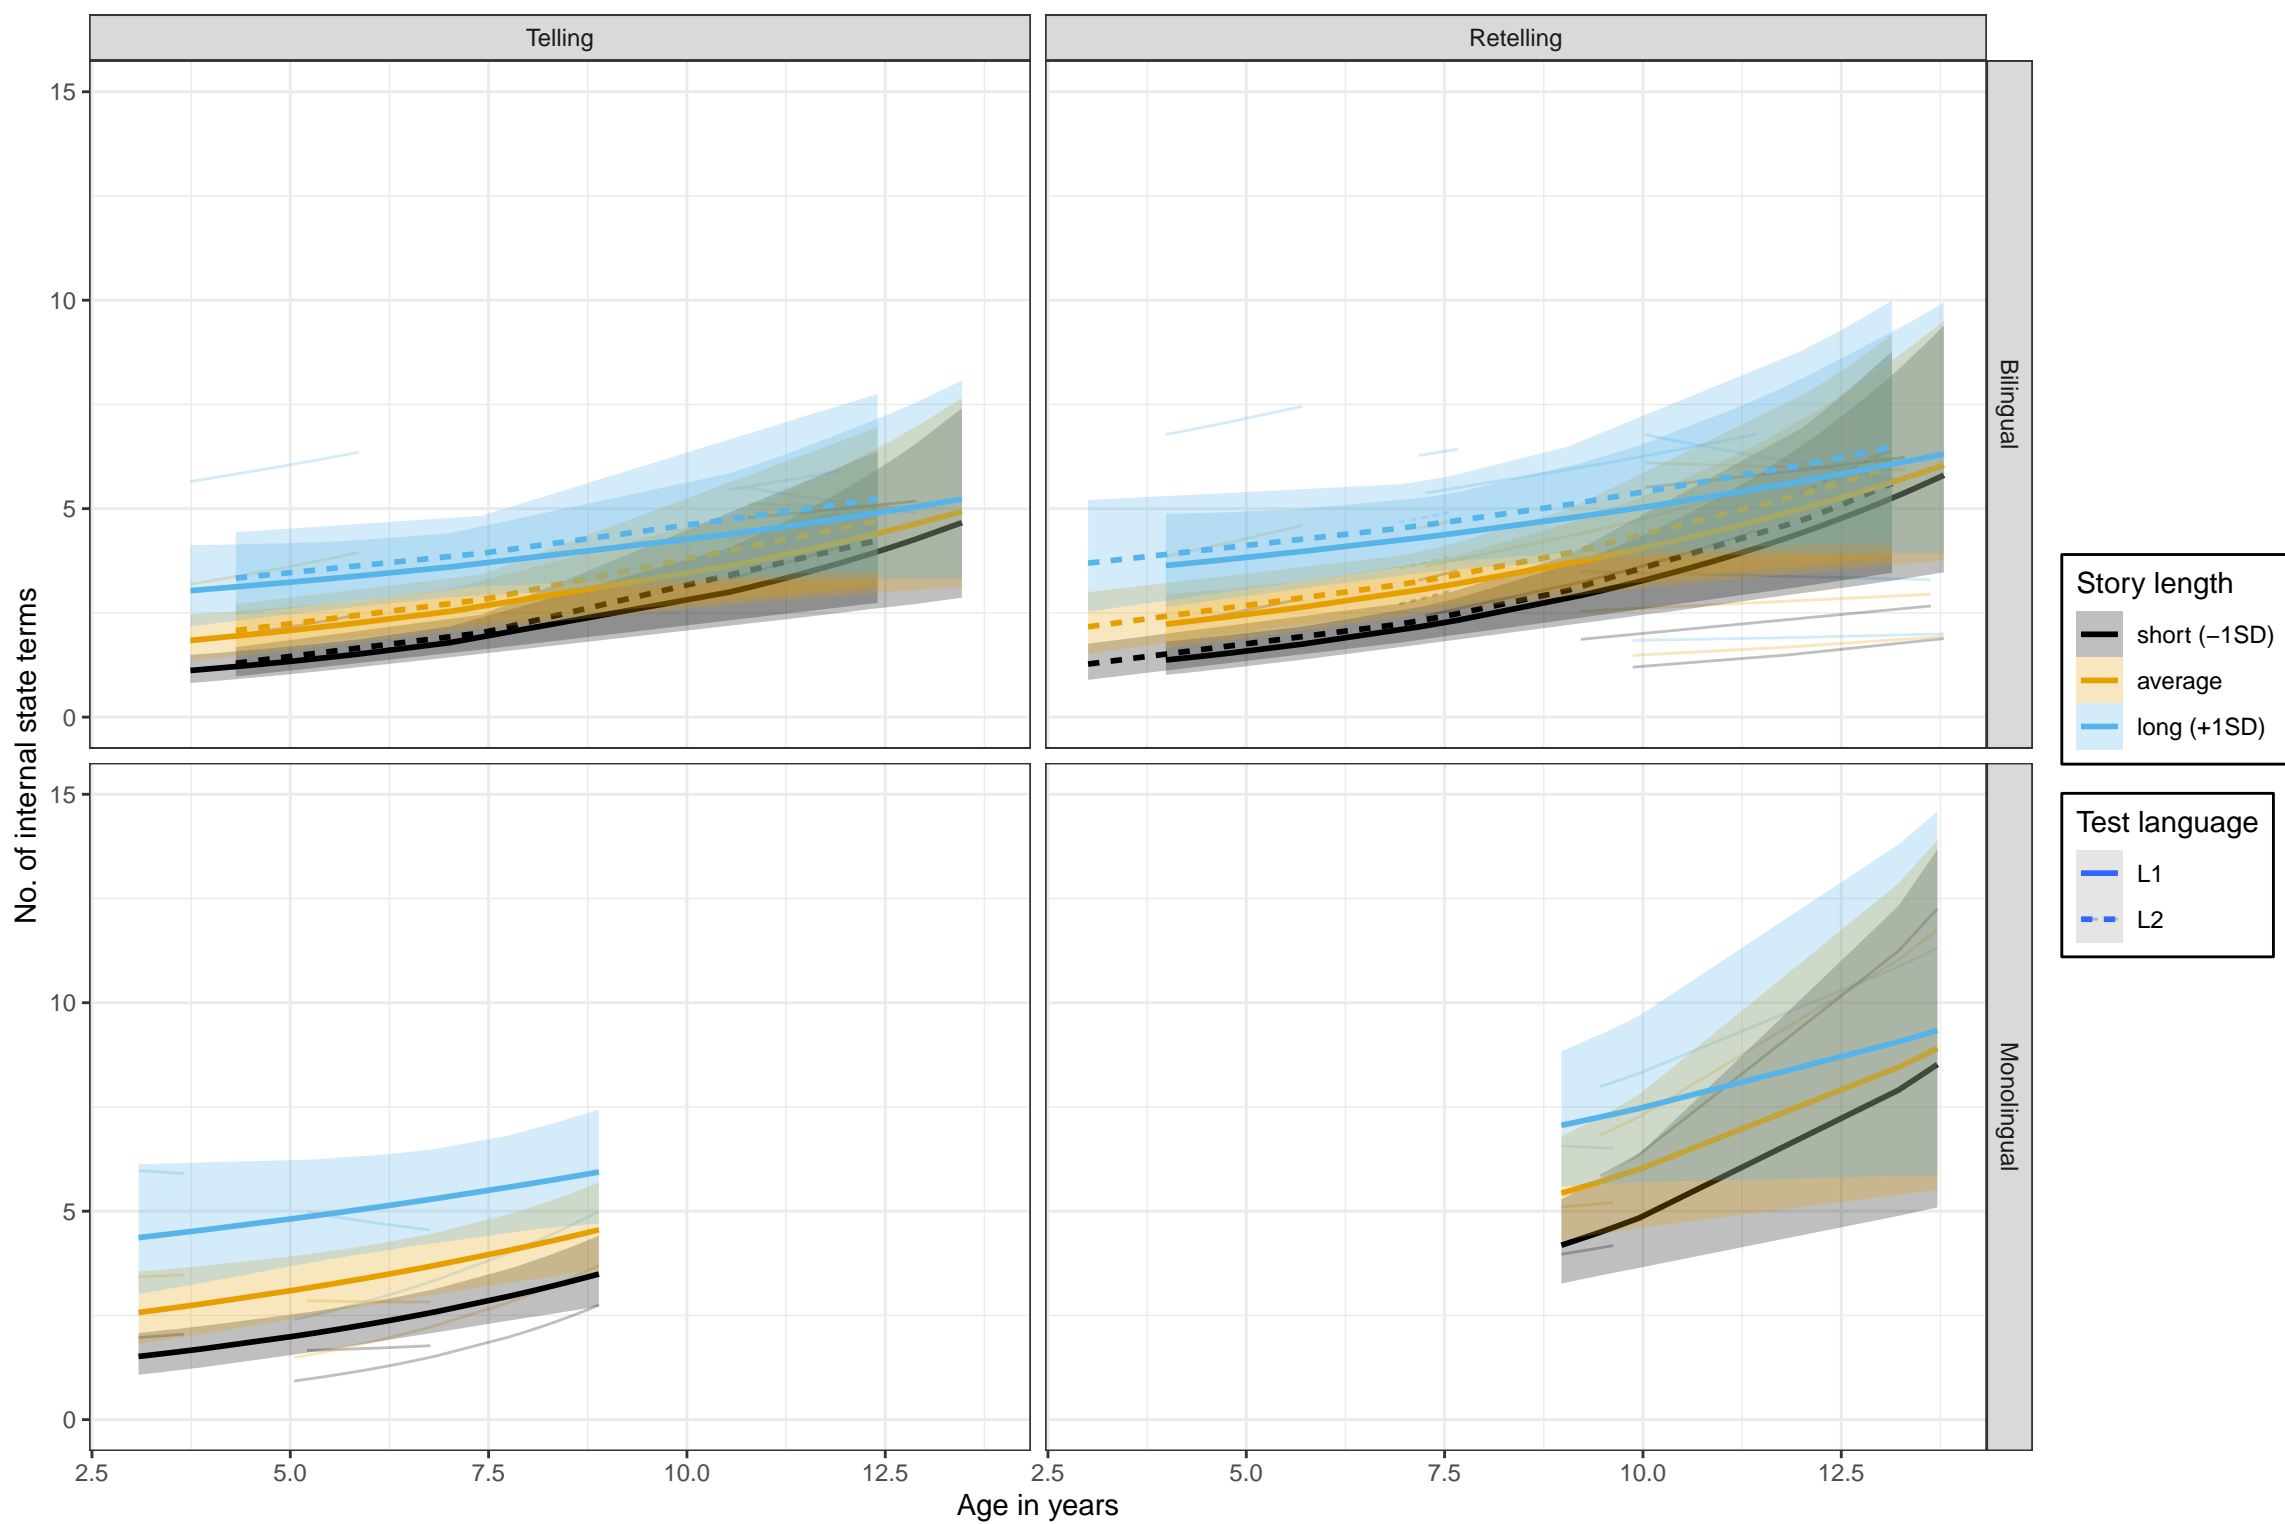 Telling
Retelling
15
10
5
0
Bilingual
15
10
5
0
Monolingual
No. of internal state terms
2.5
5.0
7.5
10.0
12.5
2.5
5.0
7.5
10.0
12.5
Age in years
Story length
short (−1SD)
average
long (+1SD)
Test language
L1
L2